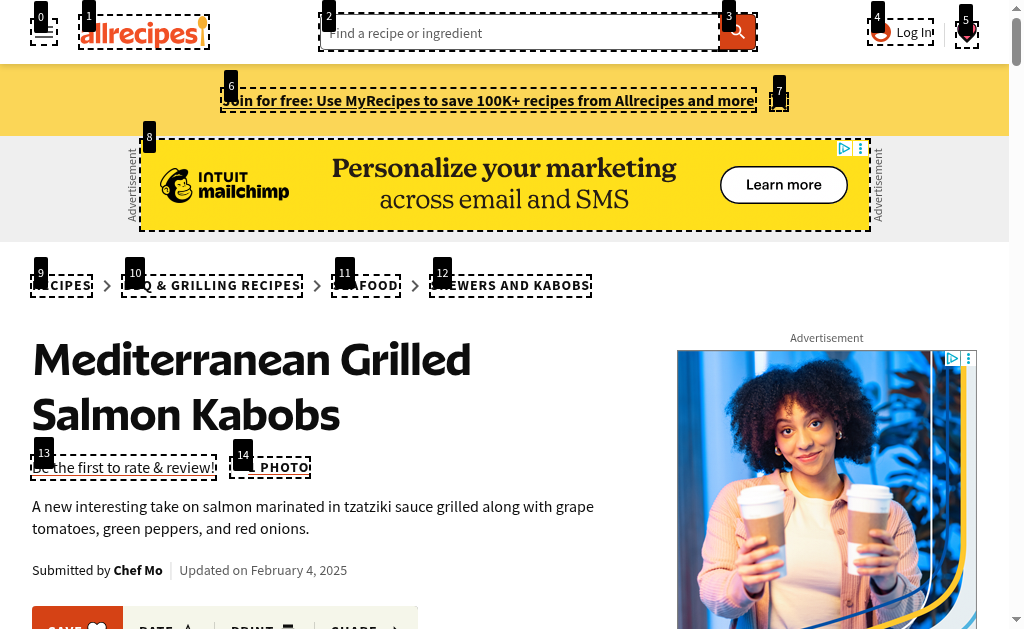 0
1
2
3
4
5
allrecipes
Find a recipe or ingredient
Log In
6
7
Join for free: Use MyRecipes to save 100K+ recipes from Allrecipes and more
8
Advertisement
INTUIT
mailchimp
Personalize your marketing
across email and SMS
Learn more
Advertisement
9
10
11
12
& GRILLING RECIPES
AND KABOBS
Mediterranean Grilled
Salmon Kabobs
Advertisement
13
14
the first to rate & review!
1 PHOTO
A new interesting take on salmon marinated in tzatziki sauce grilled along with grape
tomatoes, green peppers, and red onions.
Submitted by Chef Mo
Updated on February 4, 2025
SAVE
RATE
PRINT
SHARE